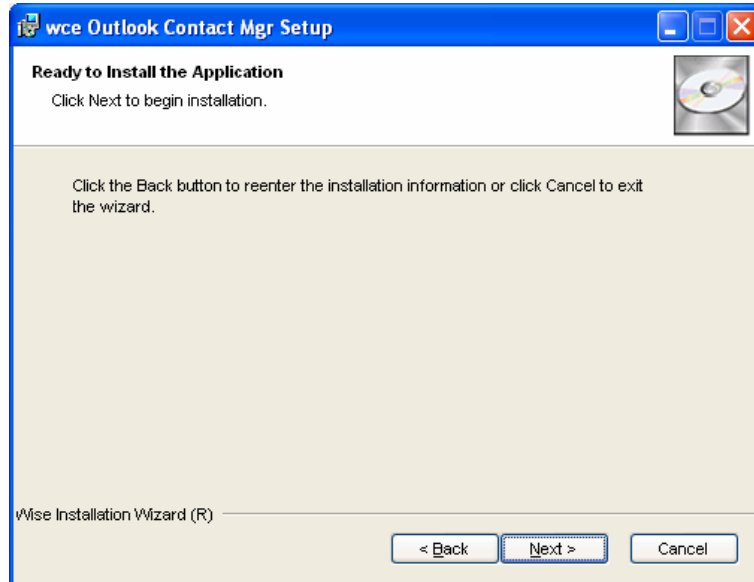 wce Outlook Contact Mgr Setup
Ready to Install the Application
Click Next to begin installation.
Click the Back button to reenter the installation information or click Cancel to exit
the wizard.
Wise Installation Wizard (R)
< Back Next > Cancel